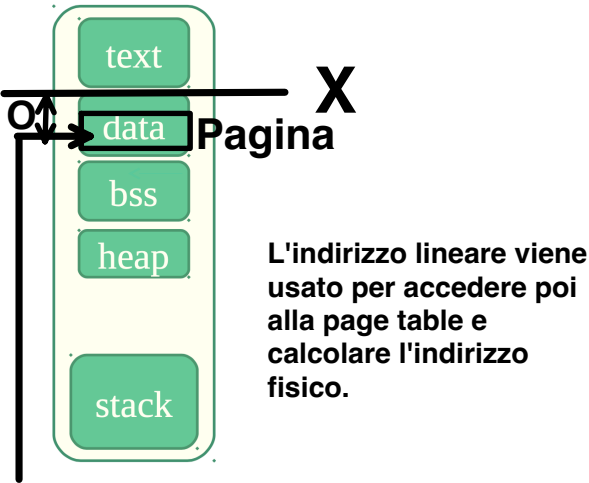 text
X
O
data
Pagina
bss
heap
L'indirizzo lineare viene
usato per accedere poi
alla page table e
calcolare l'indirizzo
fisico.
stack